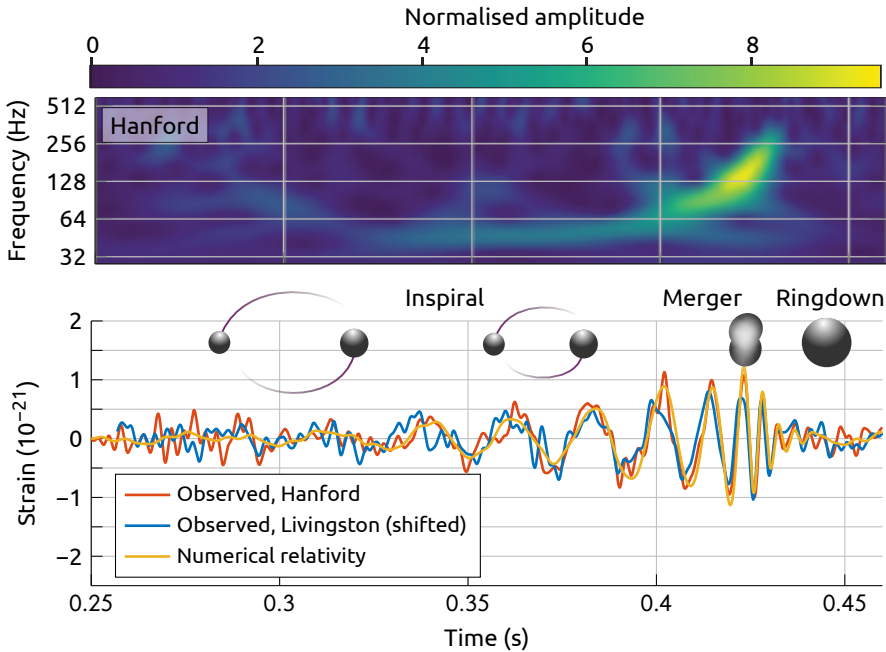 Normalised amplitude
0 2 4 6 8
Frequency (Hz)
512
256
128
64
32
Hanford
Inspiral Merger Ringdown
Strain (10⁻²¹)
2
1
0
−1
−2
Observed, Hanford
Observed, Livingston (shifted)
Numerical relativity
0.25 0.3 0.35 0.4 0.45
Time (s)